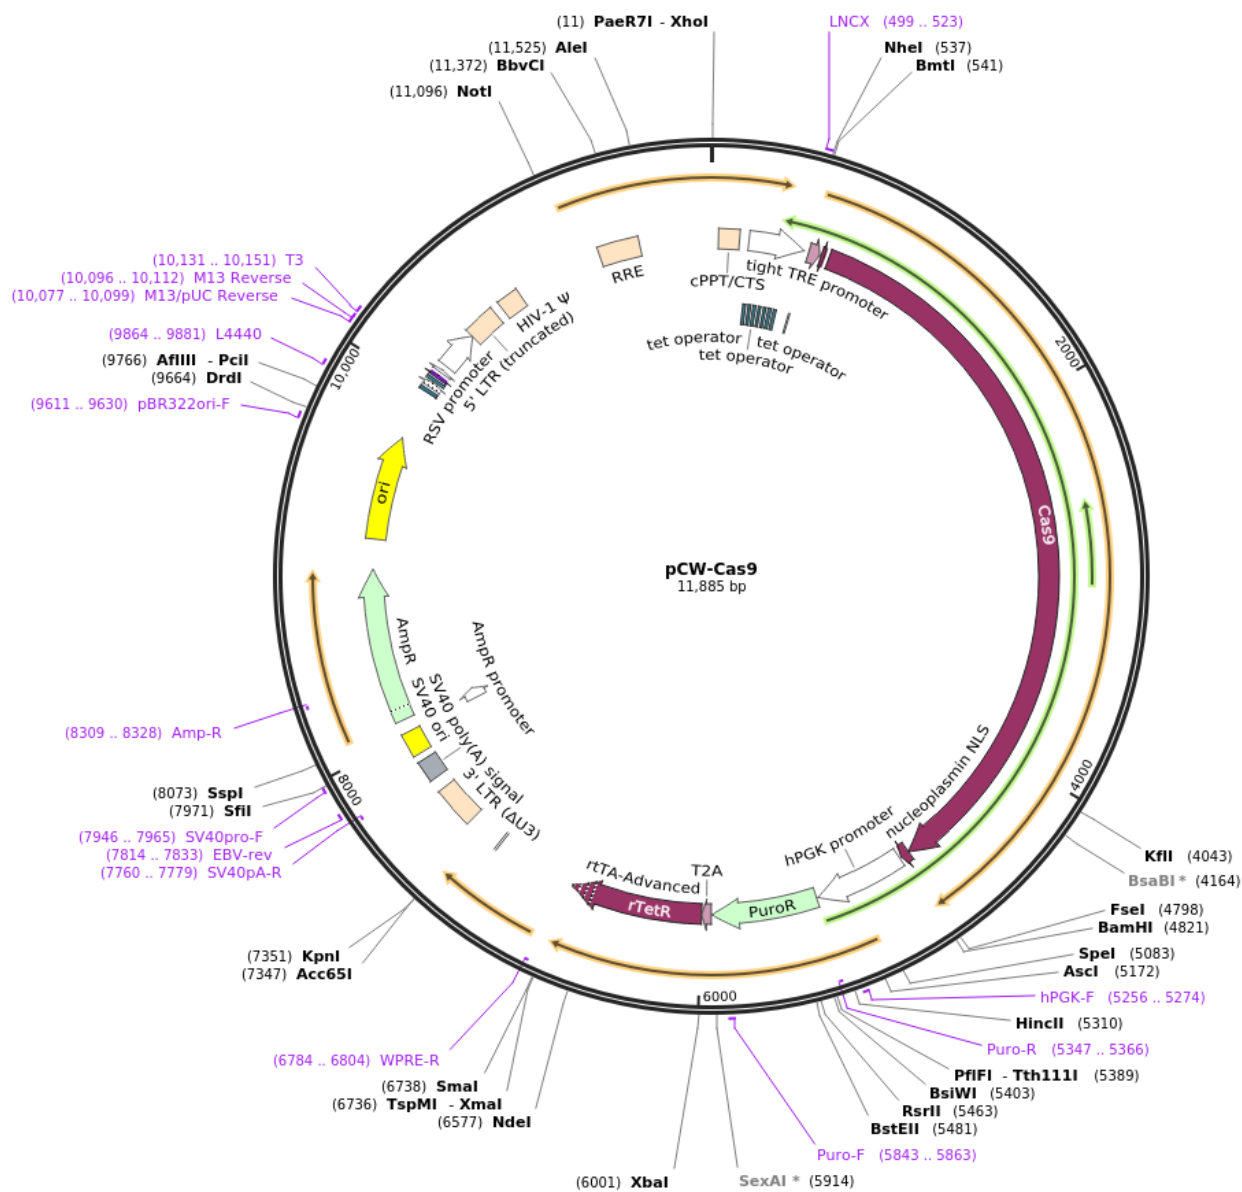 (11) PaeR7I - XhoI
(11,525) AleI
(11,372) BbvCI
(11,096) NotI
LNCX (499 .. 523)
NheI (537)
BmtI (541)
(10,131 .. 10,151) T3
(10,096 .. 10,112) M13 Reverse
(10,077 .. 10,099) M13/pUC Reverse
(9864 .. 9881) L4440
(9766) AflIII - PciI
(9664) DrdI
(9611 .. 9630) pBR322ori-F
10,000
2000
RRE
cPPT/CTS
tight TRE promoter
HIV-1 Ψ
5' LTR (truncated)
RSV promoter
tet operator
tet operator
tet operator
ori
Cas9
pCW-Cas9
11,885 bp
AmpR
AmpR promoter
SV40 ori
SV40 poly(A) signal
3' LTR (ΔU3)
nucleoplasmin NLS
hPGK promoter
T2A
rtTA-Advanced
rTetR
PuroR
8000
4000
6000
(8309 .. 8328) Amp-R
(8073) SspI
(7971) SfiI
(7946 .. 7965) SV40pro-F
(7814 .. 7833) EBV-rev
(7760 .. 7779) SV40pA-R
(7351) KpnI
(7347) Acc65I
(6784 .. 6804) WPRE-R
(6738) SmaI
(6736) TspMI - XmaI
(6577) NdeI
(6001) XbaI
KflI (4043)
BsaBI * (4164)
FseI (4798)
BamHI (4821)
SpeI (5083)
AscI (5172)
hPGK-F (5256 .. 5274)
HincII (5310)
Puro-R (5347 .. 5366)
PflFI - Tth111I (5389)
BsiWI (5403)
RsrII (5463)
BstEII (5481)
Puro-F (5843 .. 5863)
SexAI * (5914)